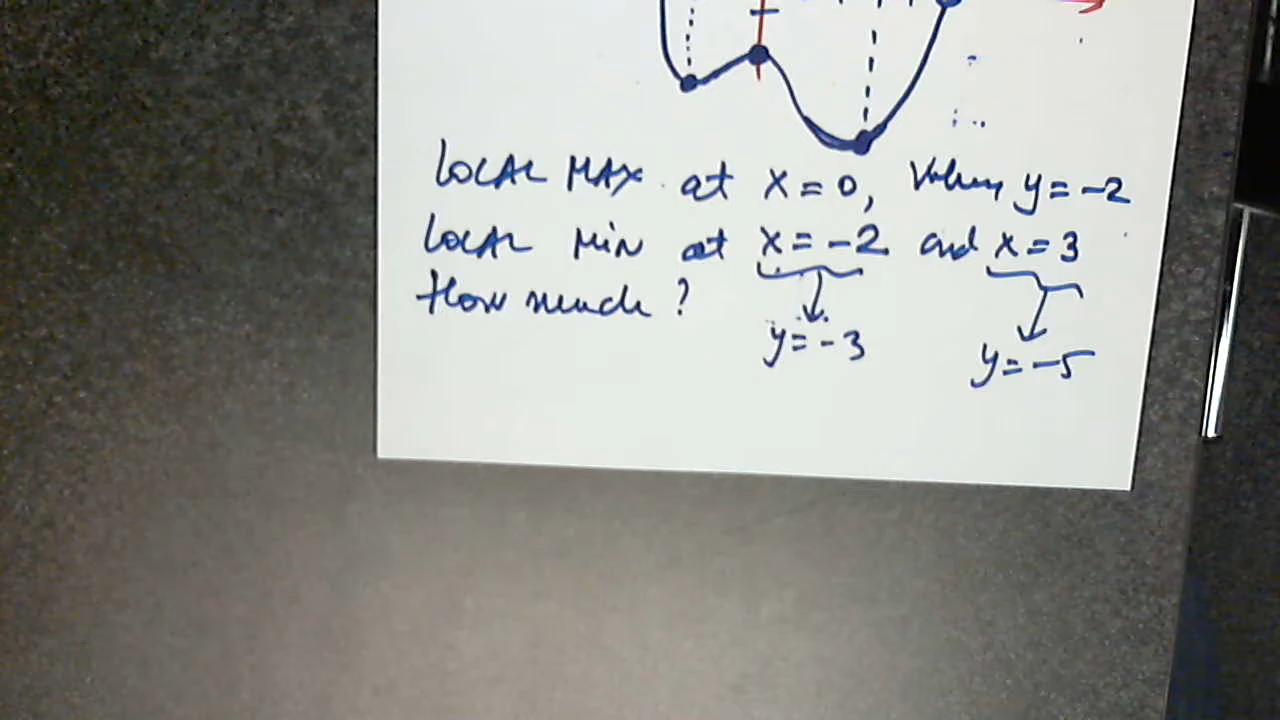 LOCAL MAX at x = 0, Value y = -2
LOCAL MIN at x = -2 and x = 3
How much?
y = -3
y = -5